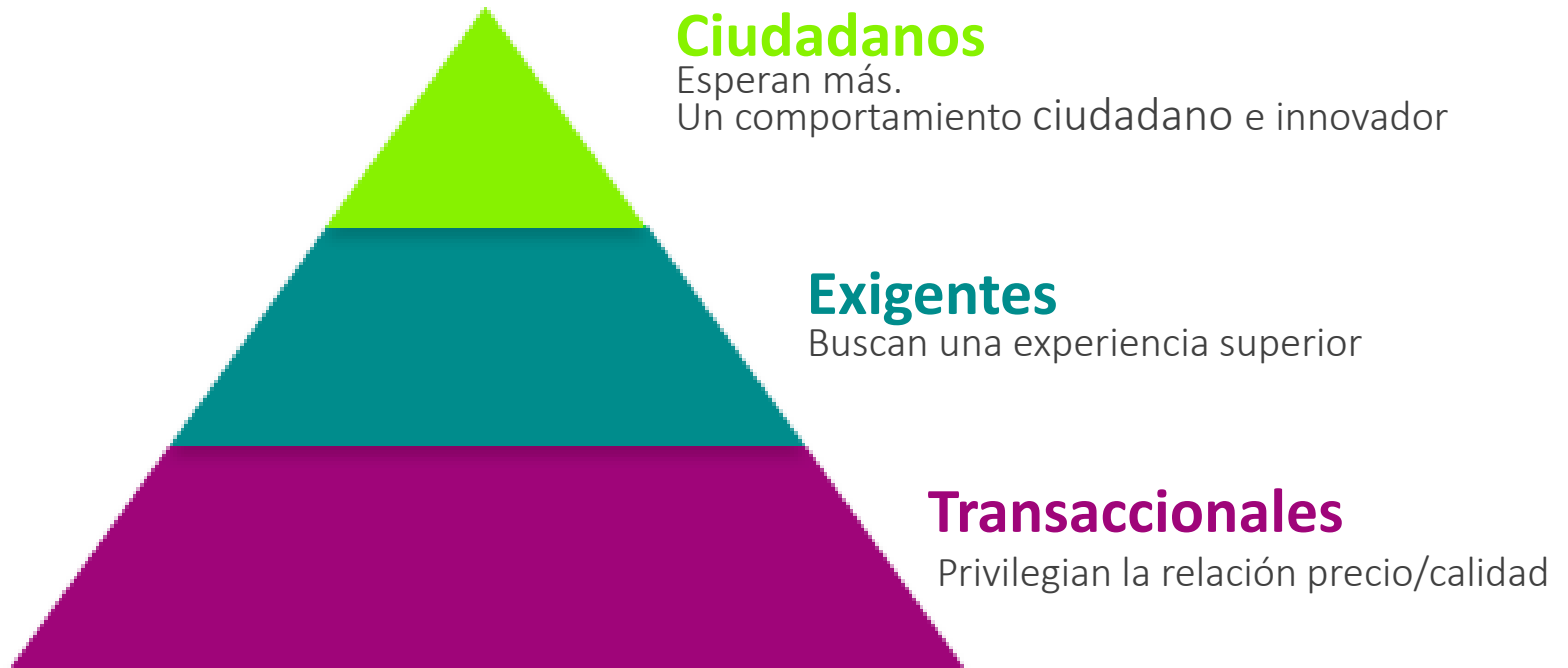 Ciudadanos
Esperan más.
Un comportamiento ciudadano e innovador
Exigentes
Buscan una experiencia superior
Transaccionales
Privilegian la relación precio/calidad